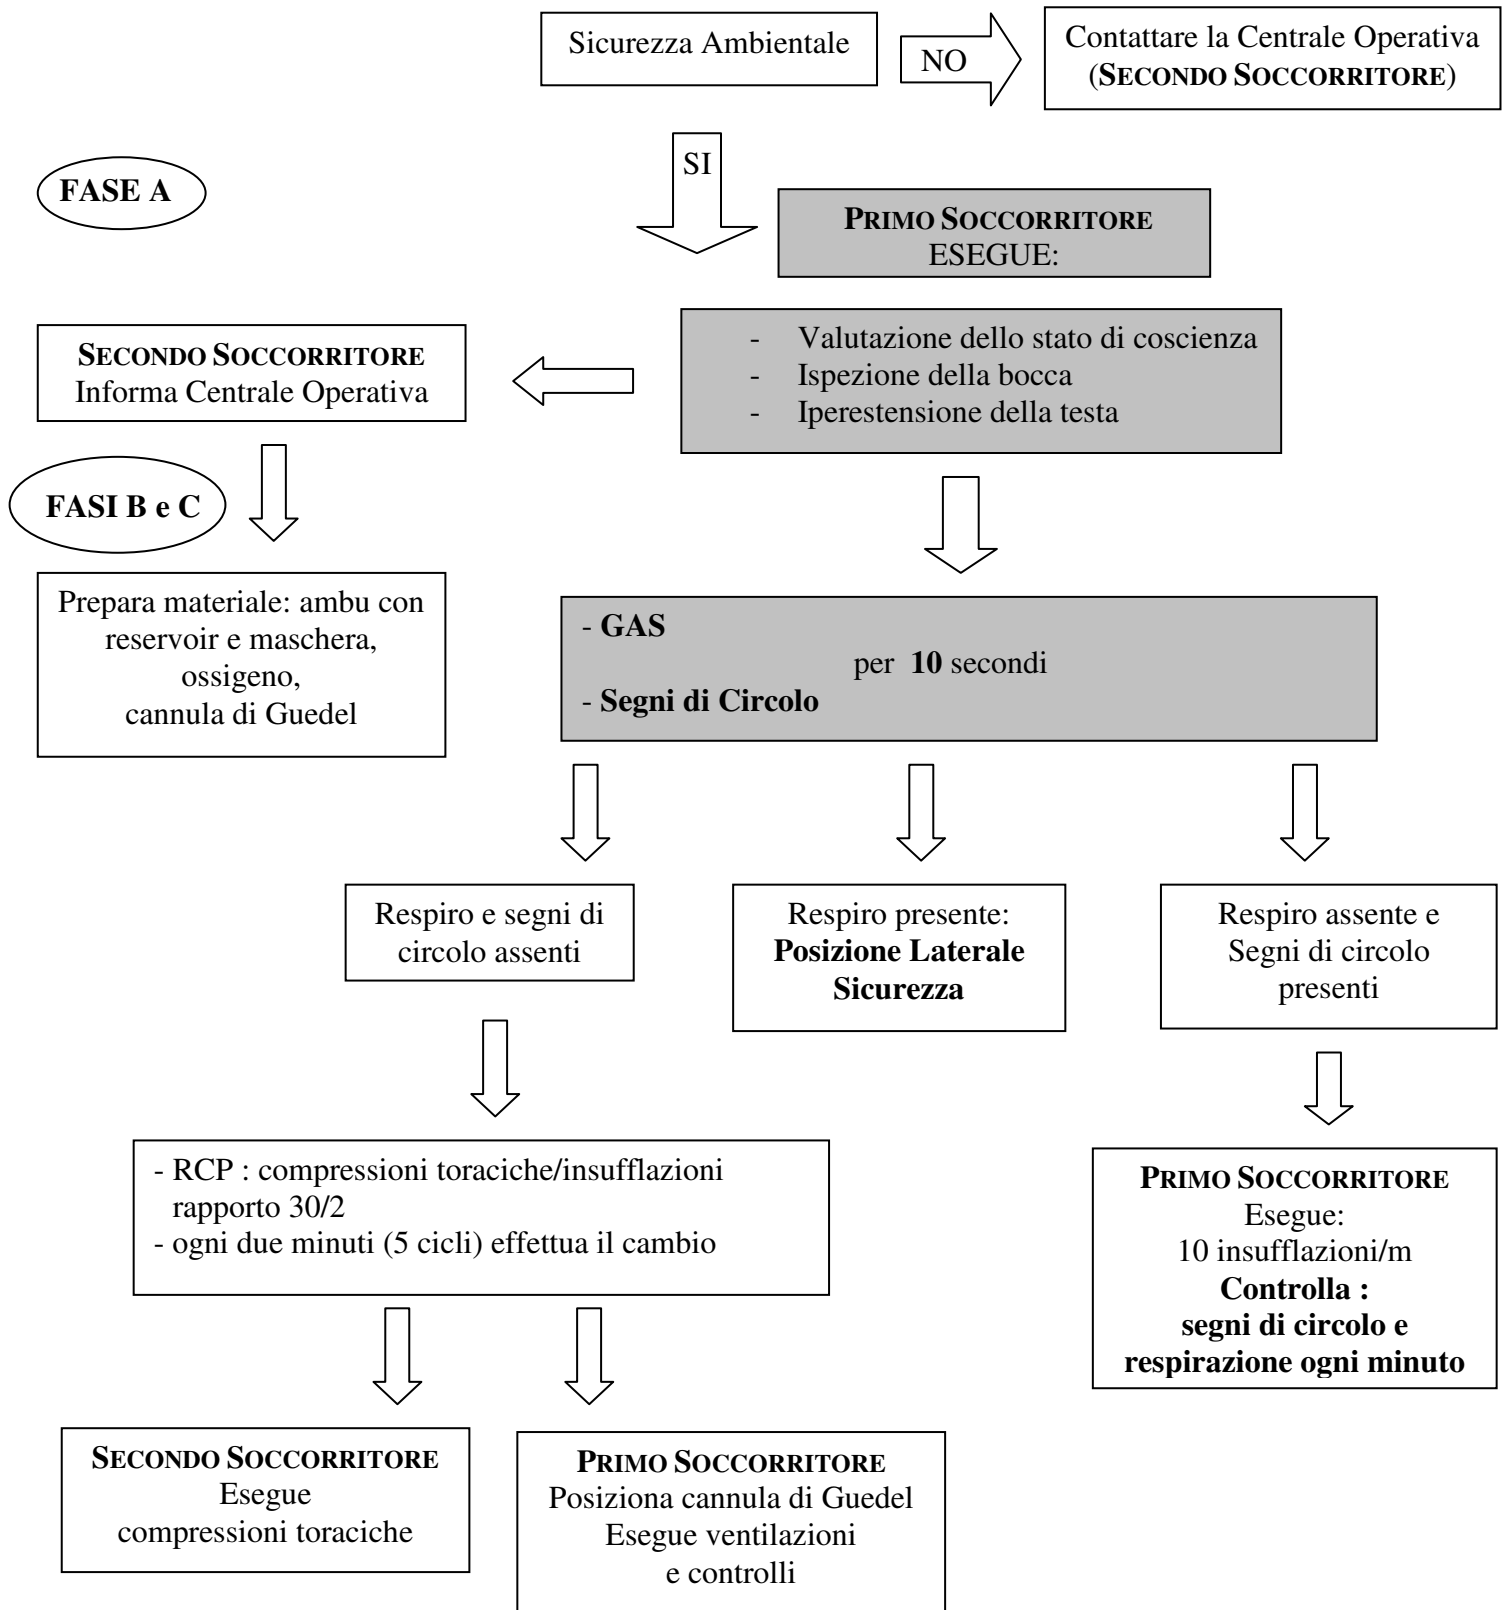 Sicurezza Ambientale
NO
Contattare la Centrale Operativa
(SECONDO SOCCORRITORE)
SI
FASE A
PRIMO SOCCORRITORE
ESEGUE:
- Valutazione dello stato di coscienza
- Ispezione della bocca
- Iperestensione della testa
SECONDO SOCCORRITORE
Informa Centrale Operativa
FASI B e C
Prepara materiale: ambu con
reservoir e maschera,
ossigeno,
cannula di Guedel
- GAS
per 10 secondi
- Segni di Circolo
Respiro e segni di
circolo assenti
Respiro presente:
Posizione Laterale
Sicurezza
Respiro assente e
Segni di circolo
presenti
- RCP : compressioni toraciche/insufflazioni
rapporto 30/2
- ogni due minuti (5 cicli) effettua il cambio
PRIMO SOCCORRITORE
Esegue:
10 insufflazioni/m
Controlla :
segni di circolo e
respirazione ogni minuto
SECONDO SOCCORRITORE
Esegue
compressioni toraciche
PRIMO SOCCORRITORE
Posiziona cannula di Guedel
Esegue ventilazioni
e controlli